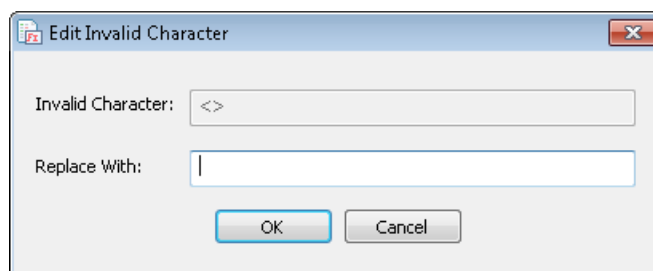 Edit Invalid Character
Invalid Character: <>
Replace With:
OK Cancel